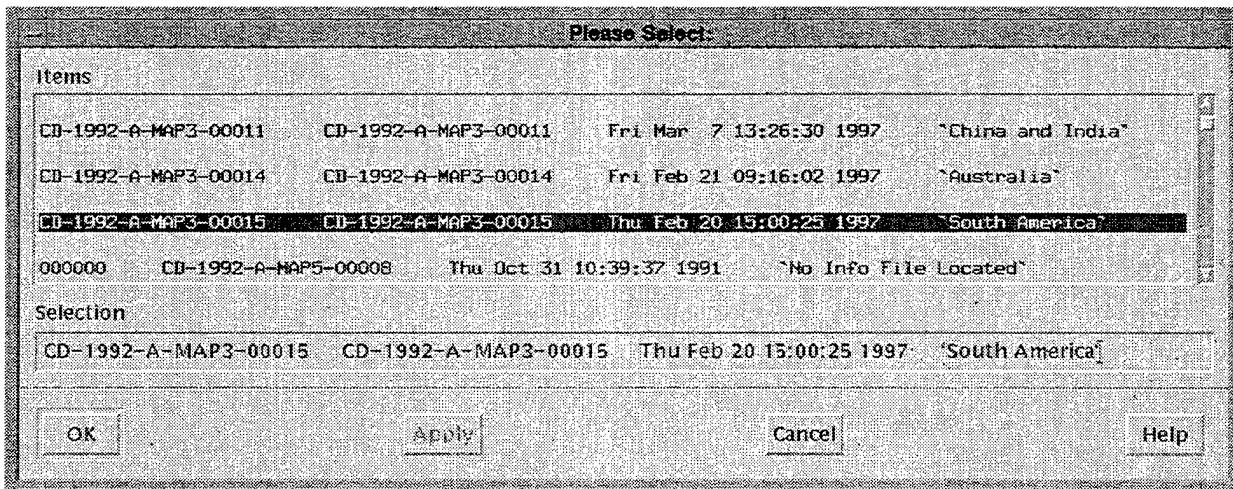 Please Select:
Items
CD-1992-A-MAP3-00011 CD-1992-A-MAP3-00011 Fri Mar 7 13:26:30 1997 `China and India`
CD-1992-A-MAP3-00014 CD-1992-A-MAP3-00014 Fri Feb 21 09:16:02 1997 `Australia`
CD-1992-A-MAP3-00015 CD-1992-A-MAP3-00015 Thu Feb 20 15:00:25 1997 `South America`
000000 CD-1992-A-MAP5-00008 Thu Oct 31 10:39:37 1991 `No Info File Located`
Selection
CD-1992-A-MAP3-00015 CD-1992-A-MAP3-00015 Thu Feb 20 15:00:25 1997 `South America`
OK Apply Cancel Help